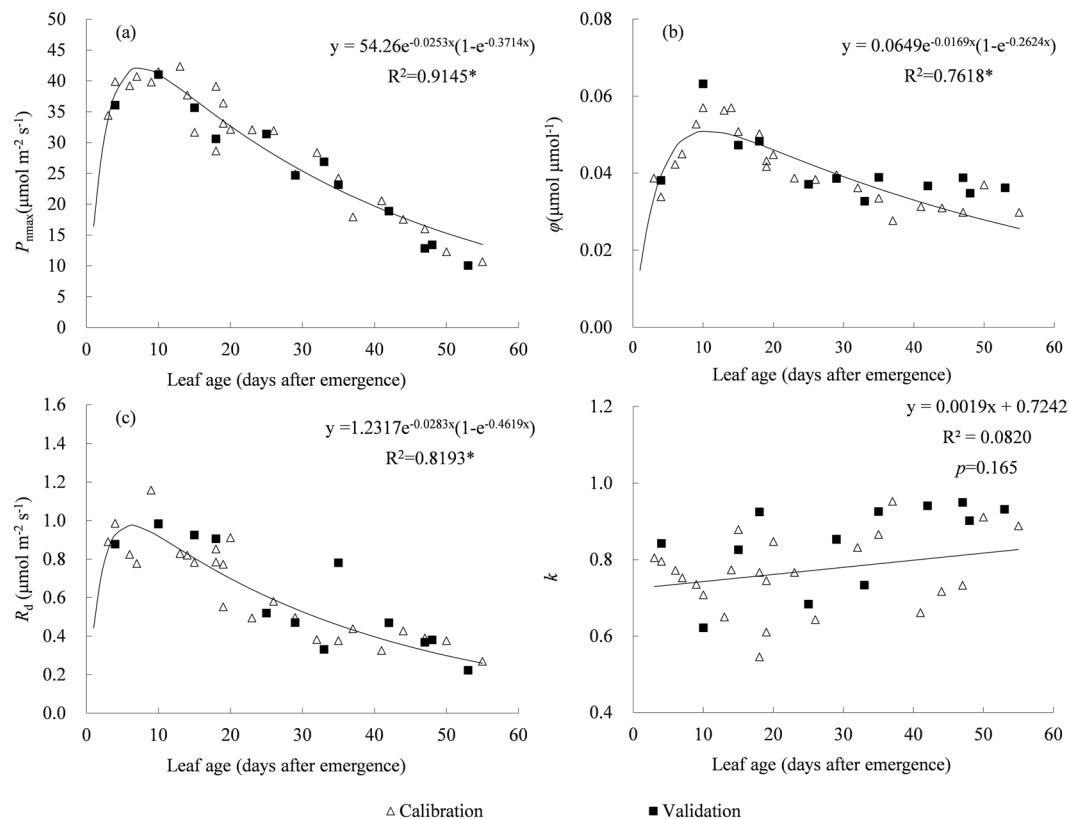 (a)
y = 54.26e^-0.0253x(1-e^-0.3714x)
R²=0.9145*
50
45
40
35
30
25
20
15
10
5
0
Pnmax(μmol m⁻² s⁻¹)
0 10 20 30 40 50 60
Leaf age (days after emergence)
(b)
y = 0.0649e^-0.0169x(1-e^-0.2624x)
R²=0.7618*
0.08
0.06
0.04
0.02
0.00
φ(μmol μmol⁻¹)
0 10 20 30 40 50 60
Leaf age (days after emergence)
(c)
y =1.2317e^-0.0283x(1-e^-0.4619x)
R²=0.8193*
1.6
1.4
1.2
1.0
0.8
0.6
0.4
0.2
0.0
Rd (μmol m⁻² s⁻¹)
0 10 20 30 40 50 60
Leaf age (days after emergence)
y = 0.0019x + 0.7242
R² = 0.0820
p=0.165
1.2
1.0
0.8
0.6
0.4
k
0 10 20 30 40 50 60
Leaf age (days after emergence)
Calibration
Validation